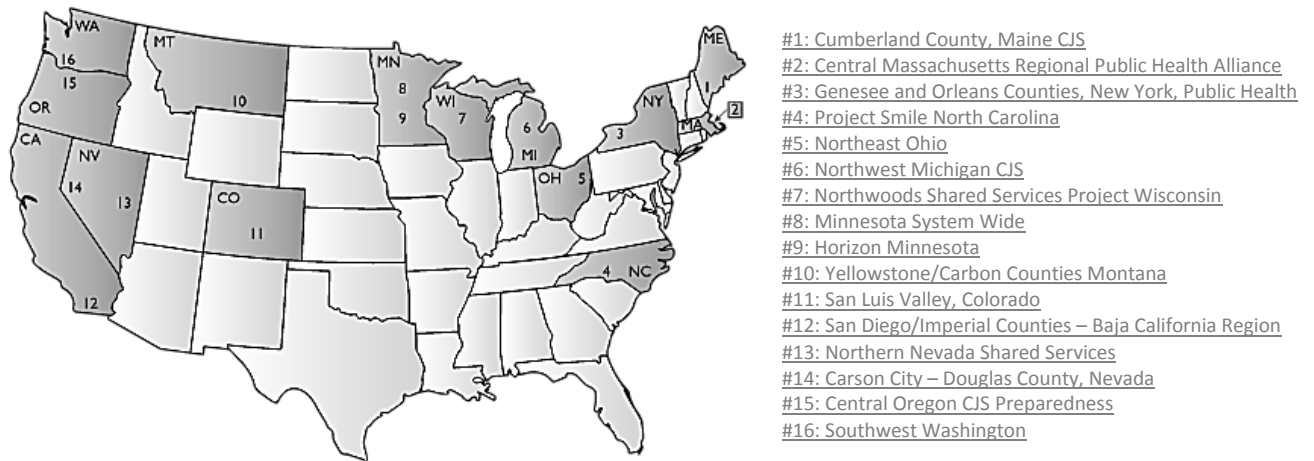 WA
16
15
OR
CA
NV
14
13
12
MT
10
CO
11
MN
8
9
WI
7
6
MI
OH 5
4 NC
3
NY
ME
1
MA
2
#1: Cumberland County, Maine CJS
#2: Central Massachusetts Regional Public Health Alliance
#3: Genesee and Orleans Counties, New York, Public Health
#4: Project Smile North Carolina
#5: Northeast Ohio
#6: Northwest Michigan CJS
#7: Northwoods Shared Services Project Wisconsin
#8: Minnesota System Wide
#9: Horizon Minnesota
#10: Yellowstone/Carbon Counties Montana
#11: San Luis Valley, Colorado
#12: San Diego/Imperial Counties – Baja California Region
#13: Northern Nevada Shared Services
#14: Carson City – Douglas County, Nevada
#15: Central Oregon CJS Preparedness
#16: Southwest Washington